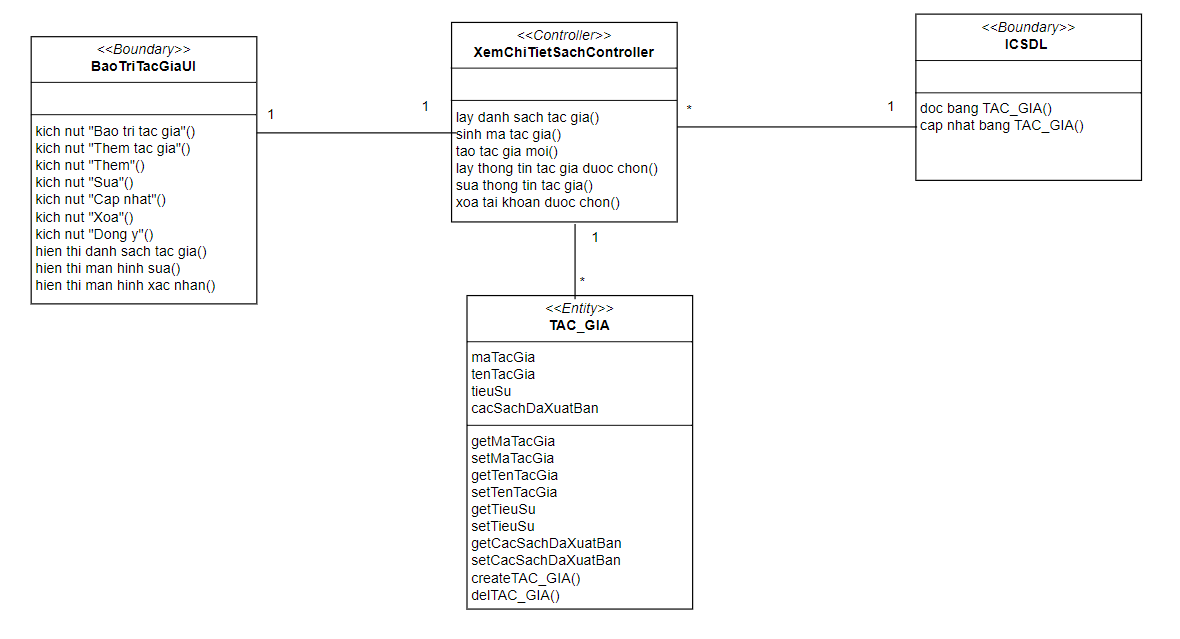 <<Boundary>>
BaoTriTacGiaUI
kich nut "Bao tri tac gia"()
kich nut "Them tac gia"()
kich nut "Them"()
kich nut "Sua"()
kich nut "Cap nhat"()
kich nut "Xoa"()
kich nut "Dong y"()
hien thi danh sach tac gia()
hien thi man hinh sua()
hien thi man hinh xac nhan()
1
1
<<Controller>>
XemChiTietSachController
lay danh sach tac gia()
sinh ma tac gia()
tao tac gia moi()
lay thong tin tac gia duoc chon()
sua thong tin tac gia()
xoa tai khoan duoc chon()
*
1
<<Boundary>>
ICSDL
doc bang TAC_GIA()
cap nhat bang TAC_GIA()
1
*
<<Entity>>
TAC_GIA
maTacGia
tenTacGia
tieuSu
cacSachDaXuatBan
getMaTacGia
setMaTacGia
getTenTacGia
setTenTacGia
getTieuSu
setTieuSu
getCacSachDaXuatBan
setCacSachDaXuatBan
createTAC_GIA()
delTAC_GIA()